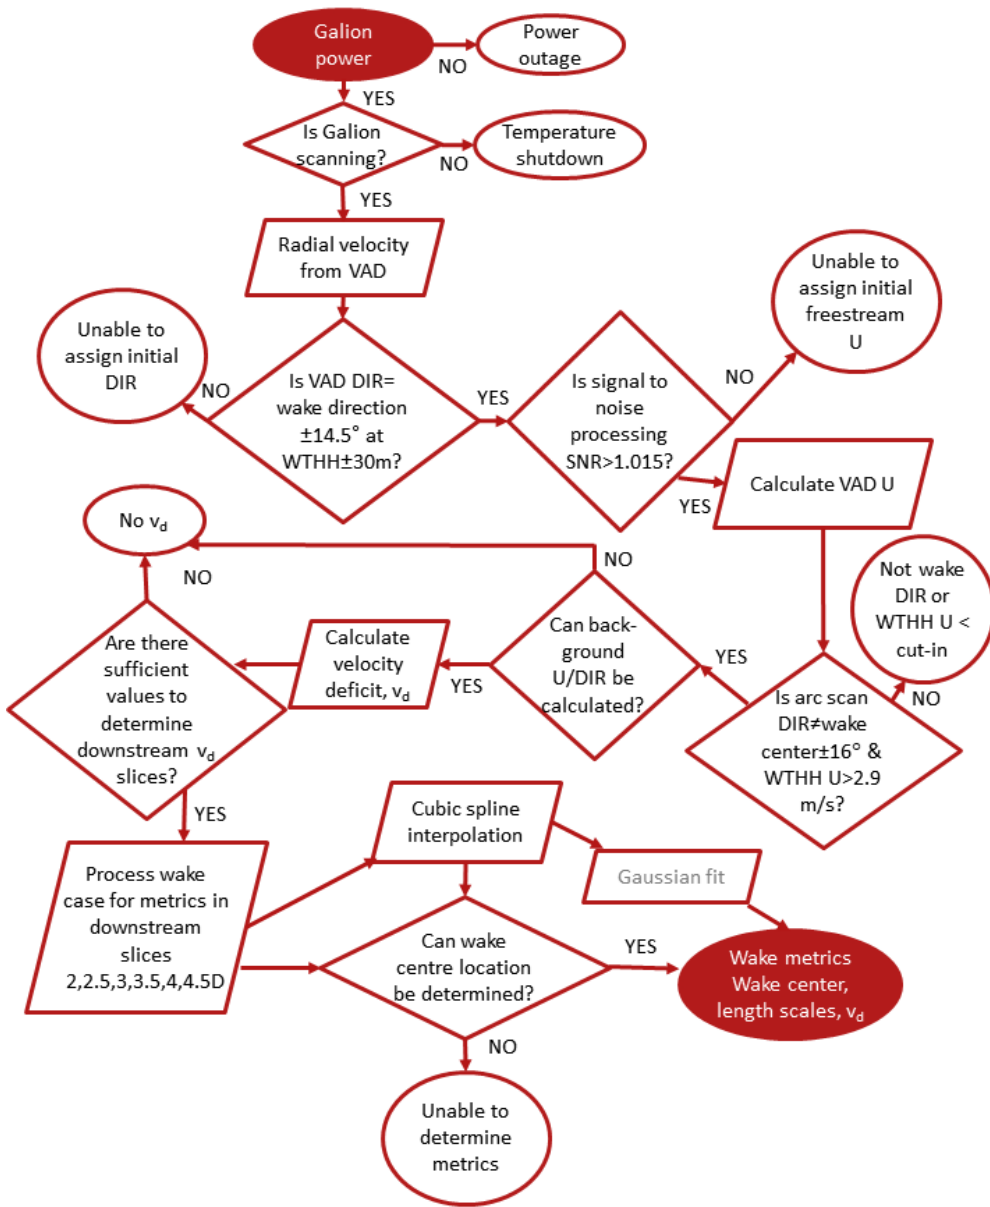 Galion
power
NO
Power
outage
YES
Is Galion
scanning?
NO
Temperature
shutdown
YES
Radial velocity
from VAD
Unable to
assign initial
freestream
U
Unable to
assign initial
DIR
NO
Is VAD DIR=
wake direction
±14.5° at
WTHH±30m?
YES
Is signal to
noise
processing
SNR>1.015?
NO
YES
Calculate VAD U
No vd
NO
NO
Not wake
DIR or
WTHH U <
cut-in
Are there
sufficient
values to
determine
downstream vd
slices?
Calculate
velocity
deficit, vd
YES
Can back-
ground
U/DIR be
calculated?
YES
NO
Is arc scan
DIR≠wake
center±16° &
WTHH U>2.9
m/s?
YES
Cubic spline
interpolation
Gaussian fit
Process wake
case for metrics in
downstream
slices
2,2.5,3,3.5,4,4.5D
Can wake
centre location
be determined?
YES
Wake metrics
Wake center,
length scales, vd
NO
Unable to
determine
metrics